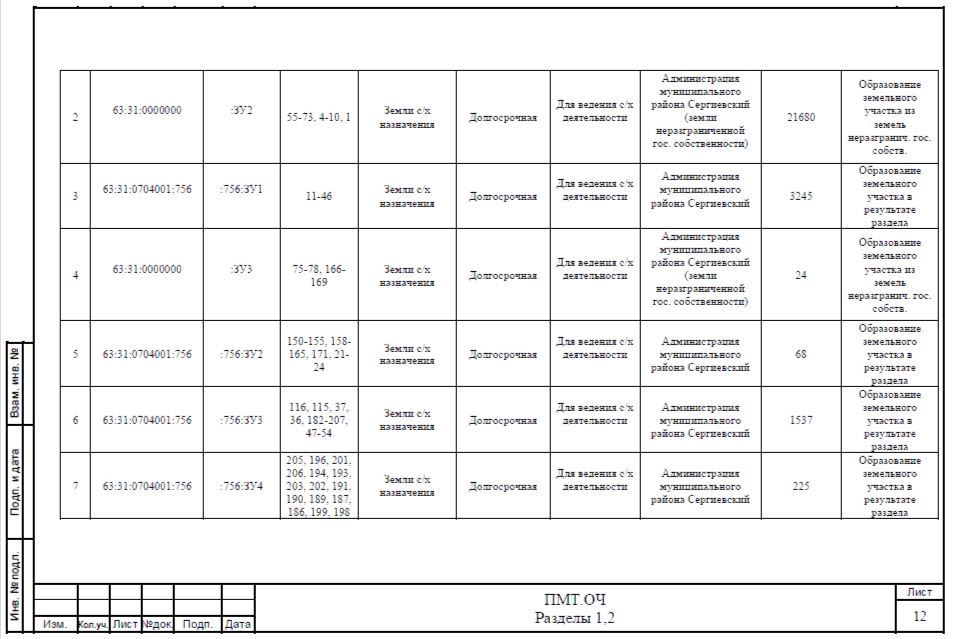 2
63:31:0000000
:ЗУ2
55-73, 4-10, 1
Земли с/х
назначения
Долгосрочная
Для ведения с/х
деятельности
Администрация
муниципального
района Сергиевский
(земли
неразграниченной
гос. собственности)
21680
Образование
земельного
участка из
земель
неразгранич. гос.
собств.
3
63:31:0704001:756
:756:ЗУ1
11-46
Земли с/х
назначения
Долгосрочная
Для ведения с/х
деятельности
Администрация
муниципального
района Сергиевский
3245
Образование
земельного
участка в
результате
раздела
4
63:31:0000000
:ЗУ3
75-78, 166-
169
Земли с/х
назначения
Долгосрочная
Для ведения с/х
деятельности
Администрация
муниципального
района Сергиевский
(земли
неразграниченной
гос. собственности)
24
Образование
земельного
участка из
земель
неразгранич. гос.
собств.
5
63:31:0704001:756
:756:ЗУ2
150-155, 158-
165, 171, 21-
24
Земли с/х
назначения
Долгосрочная
Для ведения с/х
деятельности
Администрация
муниципального
района Сергиевский
68
Образование
земельного
участка в
результате
раздела
6
63:31:0704001:756
:756:ЗУ3
116, 115, 37,
36, 182-207,
47-54
Земли с/х
назначения
Долгосрочная
Для ведения с/х
деятельности
Администрация
муниципального
района Сергиевский
1537
Образование
земельного
участка в
результате
раздела
7
63:31:0704001:756
:756:ЗУ4
205, 196, 201,
206, 194, 193,
203, 202, 191,
190, 189, 187,
186, 199, 198
Земли с/х
назначения
Долгосрочная
Для ведения с/х
деятельности
Администрация
муниципального
района Сергиевский
225
Образование
земельного
участка в
результате
раздела
Взам. инв. №
Подп. и дата
Инв. № подл.
Изм.
Кол.уч.
Лист
№док.
Подп.
Дата
ПМТ.ОЧ
Разделы 1,2
Лист
12